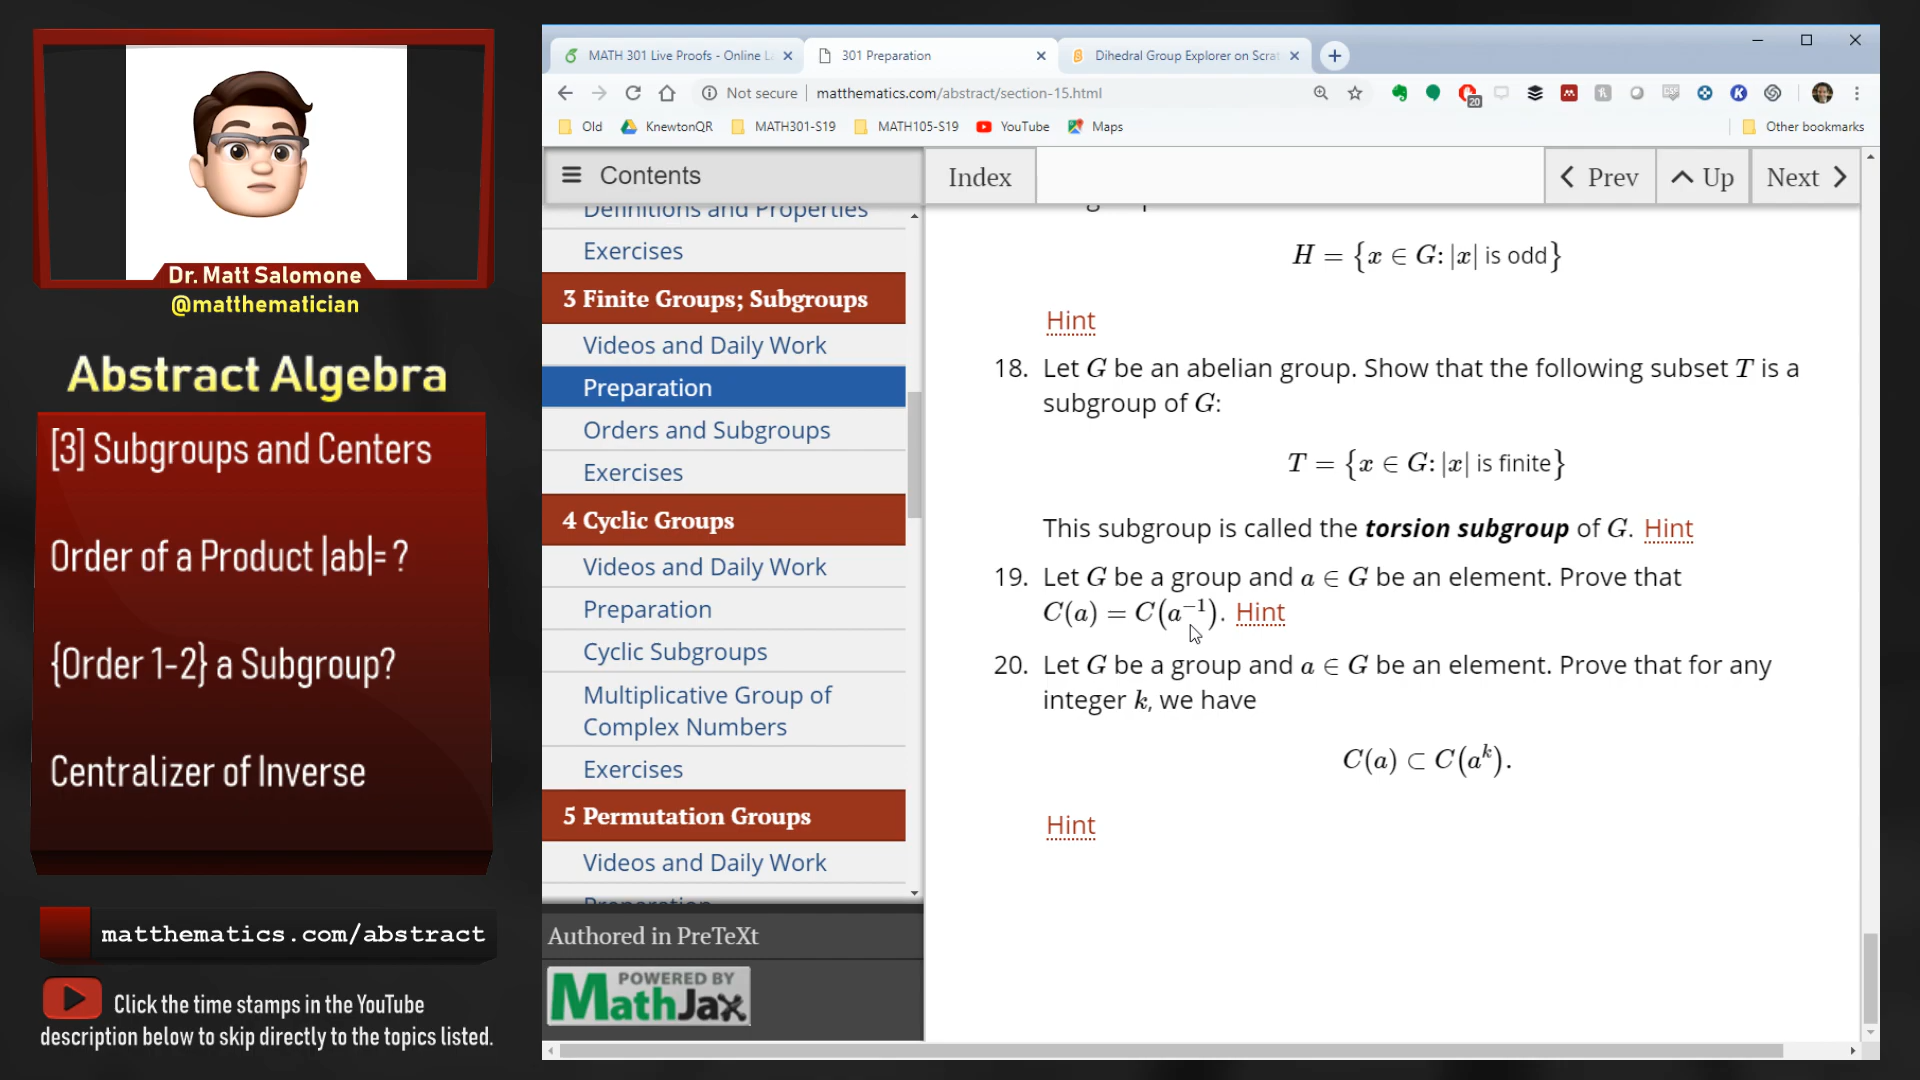 Dr. Matt Salomone
@matthematician
Abstract Algebra
[3] Subgroups and Centers
Order of a Product |ab|= ?
{Order 1-2} a Subgroup?
Centralizer of Inverse
matthematics.com/abstract
Click the time stamps in the YouTube
description below to skip directly to the topics listed.
MATH 301 Live Proofs - Online La
301 Preparation
Dihedral Group Explorer on Scrat
Not secure | matthematics.com/abstract/section-15.html
20
Old
KnewtonQR
MATH301-S19
MATH105-S19
YouTube
Maps
Other bookmarks
Contents
Index
Prev
Up
Next
Definitions and Properties
Exercises
3 Finite Groups; Subgroups
Videos and Daily Work
Preparation
Orders and Subgroups
Exercises
4 Cyclic Groups
Videos and Daily Work
Preparation
Cyclic Subgroups
Multiplicative Group of
Complex Numbers
Exercises
5 Permutation Groups
Videos and Daily Work
Preparation
Authored in PreTeXt
POWERED BY
MathJax
H = {x ∈ G: |x| is odd}
Hint
18. Let G be an abelian group. Show that the following subset T is a
subgroup of G:
T = {x ∈ G: |x| is finite}
This subgroup is called the torsion subgroup of G. Hint
19. Let G be a group and a ∈ G be an element. Prove that
C(a) = C(a⁻¹). Hint
20. Let G be a group and a ∈ G be an element. Prove that for any
integer k, we have
C(a) ⊂ C(aᵏ).
Hint